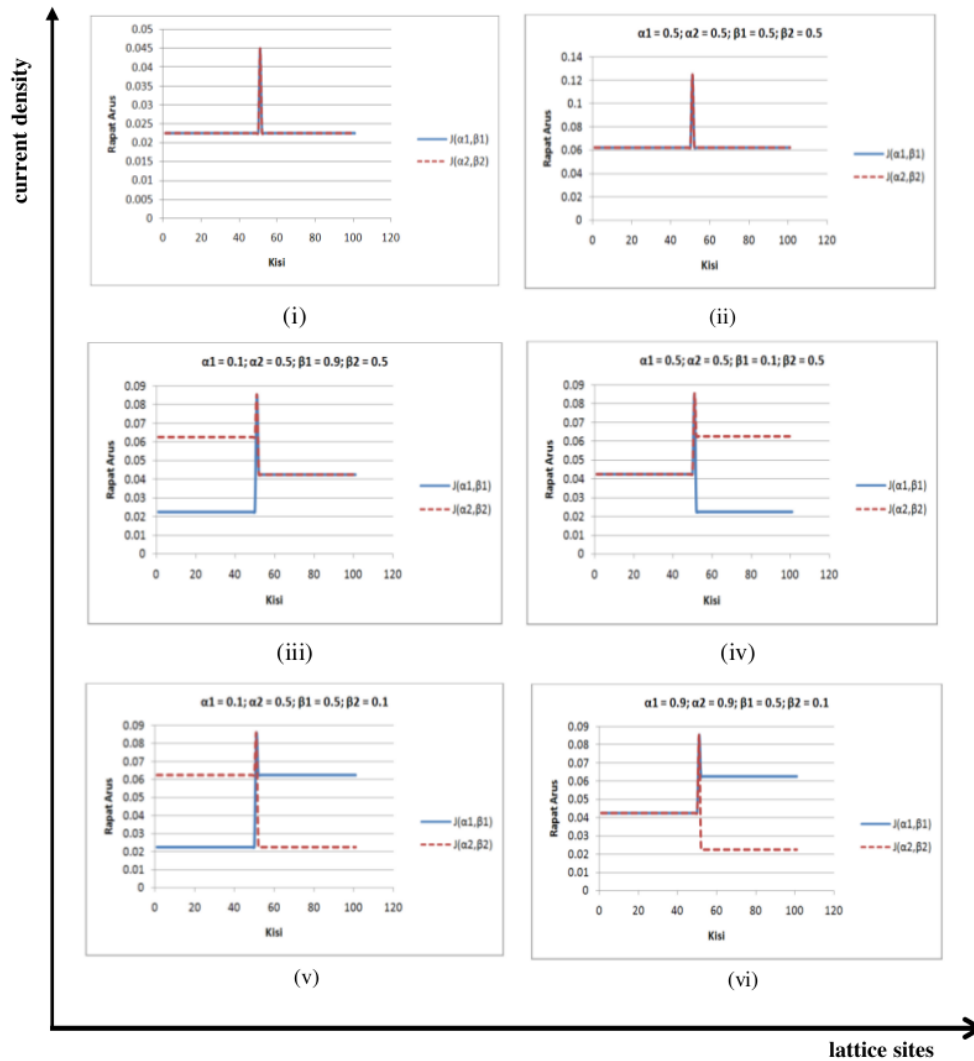 current density
0.05
0.045
0.04
0.035
0.03
0.025
0.02
0.015
0.01
0.005
0
Rapat Arus
0 20 40 60 80 100 120
Kisi
J(α1,β1)
J(α2,β2)
(i)
α1 = 0.5; α2 = 0.5; β1 = 0.5; β2 = 0.5
0.14
0.12
0.1
0.08
0.06
0.04
0.02
0
Rapat Arus
0 20 40 60 80 100 120
Kisi
J(α1,β1)
J(α2,β2)
(ii)
α1 = 0.1; α2 = 0.5; β1 = 0.9; β2 = 0.5
0.09
0.08
0.07
0.06
0.05
0.04
0.03
0.02
0.01
0
Rapat Arus
0 20 40 60 80 100 120
Kisi
J(α1,β1)
J(α2,β2)
(iii)
α1 = 0.5; α2 = 0.5; β1 = 0.1; β2 = 0.5
0.09
0.08
0.07
0.06
0.05
0.04
0.03
0.02
0.01
0
Rapat Arus
0 20 40 60 80 100 120
Kisi
J(α1,β1)
J(α2,β2)
(iv)
α1 = 0.1; α2 = 0.5; β1 = 0.5; β2 = 0.1
0.09
0.08
0.07
0.06
0.05
0.04
0.03
0.02
0.01
0
Rapat Arus
0 20 40 60 80 100 120
Kisi
J(α1,β1)
J(α2,β2)
(v)
α1 = 0.9; α2 = 0.9; β1 = 0.5; β2 = 0.1
0.09
0.08
0.07
0.06
0.05
0.04
0.03
0.02
0.01
0
Rapat Arus
0 20 40 60 80 100 120
Kisi
J(α1,β1)
J(α2,β2)
(vi)
lattice sites